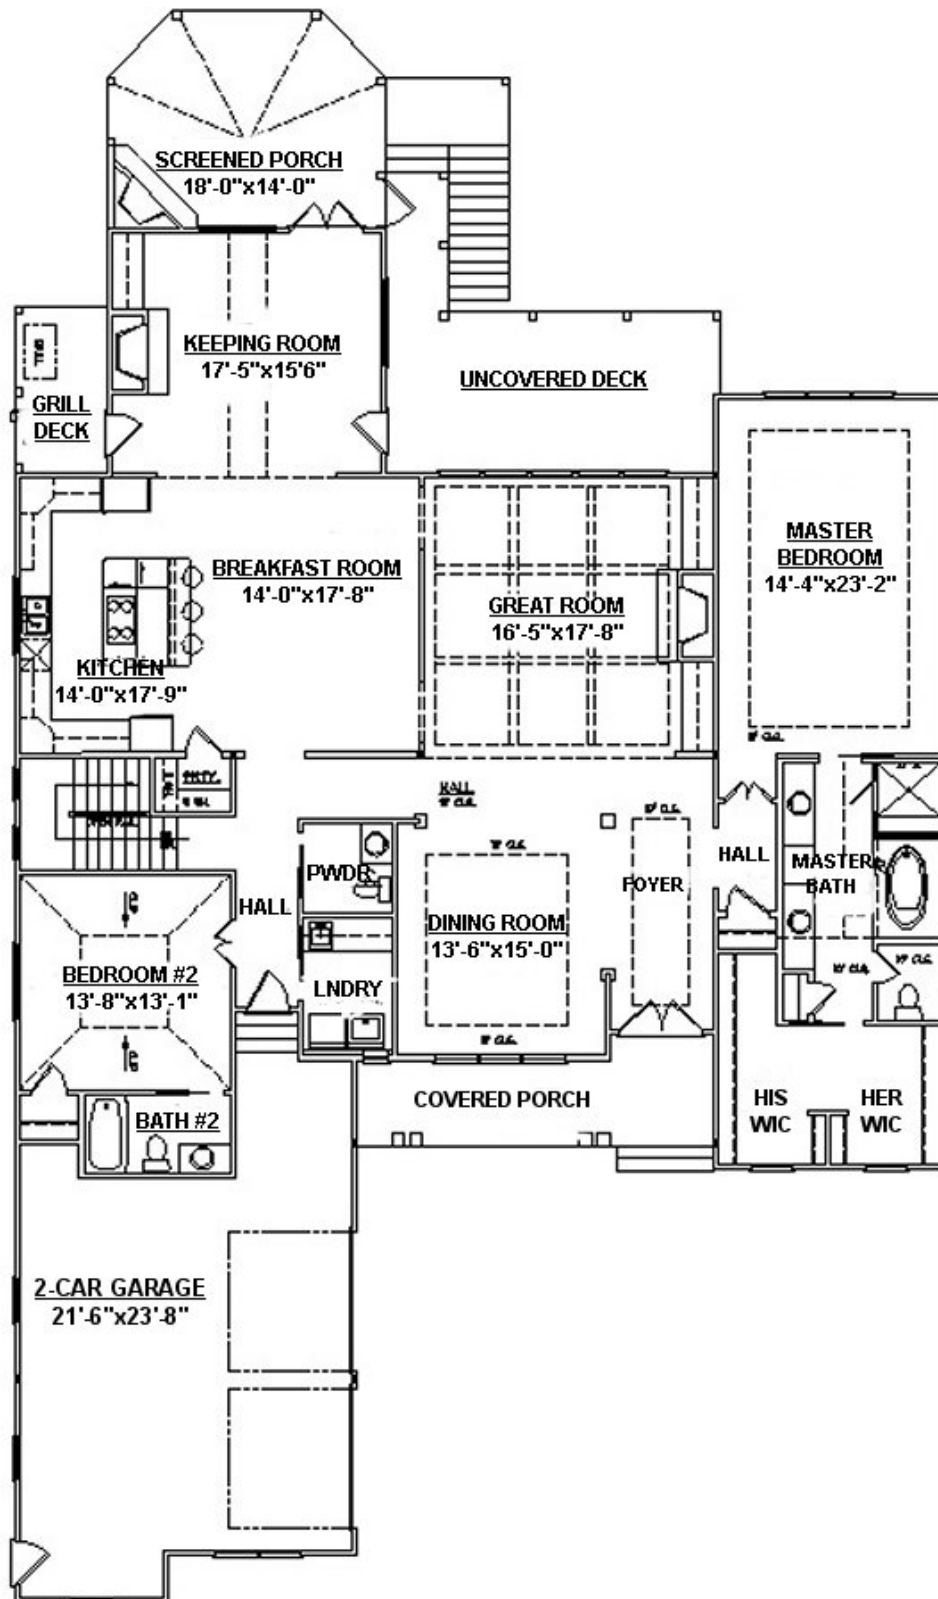 SCREENED PORCH
18'-0"x14'-0"
KEEPING ROOM
17'-5"x15'6"
UNCOVERED DECK
GRILL
DECK
MASTER
BEDROOM
14'-4"x23'-2"
BREAKFAST ROOM
14'-0"x17'-8"
GREAT ROOM
16'-5"x17'-8"
KITCHEN
14'-0"x17'-9"
HALL
PWDR
HALL
MASTER
BATH
FOYER
HALL
DINING ROOM
13'-6"x15'-0"
BEDROOM #2
13'-8"x13'-1"
LNDRY
COVERED PORCH
HIS
WIC
HER
WIC
BATH #2
2-CAR GARAGE
21'-6"x23'-8"